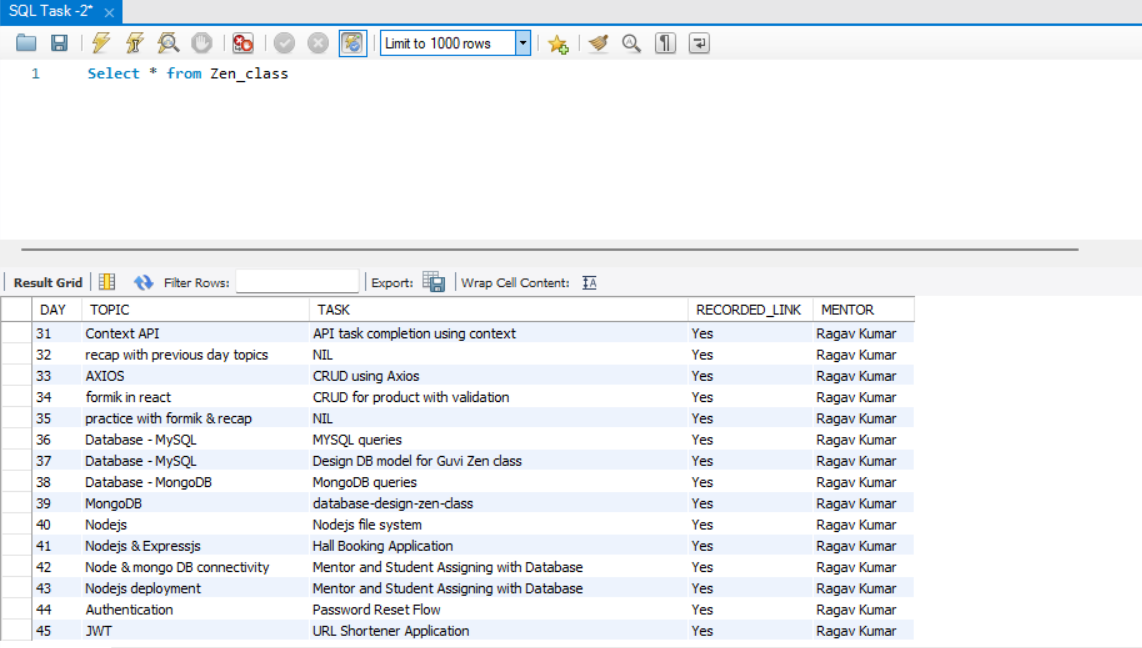 SQL Task -2* ×
Limit to 1000 rows
1 Select * from Zen_class
Result Grid Filter Rows: Export: Wrap Cell Content:
DAY TOPIC TASK RECORDED_LINK MENTOR
31 Context API API task completion using context Yes Ragav Kumar
32 recap with previous day topics NIL Yes Ragav Kumar
33 AXIOS CRUD using Axios Yes Ragav Kumar
34 formik in react CRUD for product with validation Yes Ragav Kumar
35 practice with formik & recap NIL Yes Ragav Kumar
36 Database - MySQL MYSQL queries Yes Ragav Kumar
37 Database - MySQL Design DB model for Guvi Zen class Yes Ragav Kumar
38 Database - MongoDB MongoDB queries Yes Ragav Kumar
39 MongoDB database-design-zen-class Yes Ragav Kumar
40 Nodejs Nodejs file system Yes Ragav Kumar
41 Nodejs & Expressjs Hall Booking Application Yes Ragav Kumar
42 Node & mongo DB connectivity Mentor and Student Assigning with Database Yes Ragav Kumar
43 Nodejs deployment Mentor and Student Assigning with Database Yes Ragav Kumar
44 Authentication Password Reset Flow Yes Ragav Kumar
45 JWT URL Shortener Application Yes Ragav Kumar